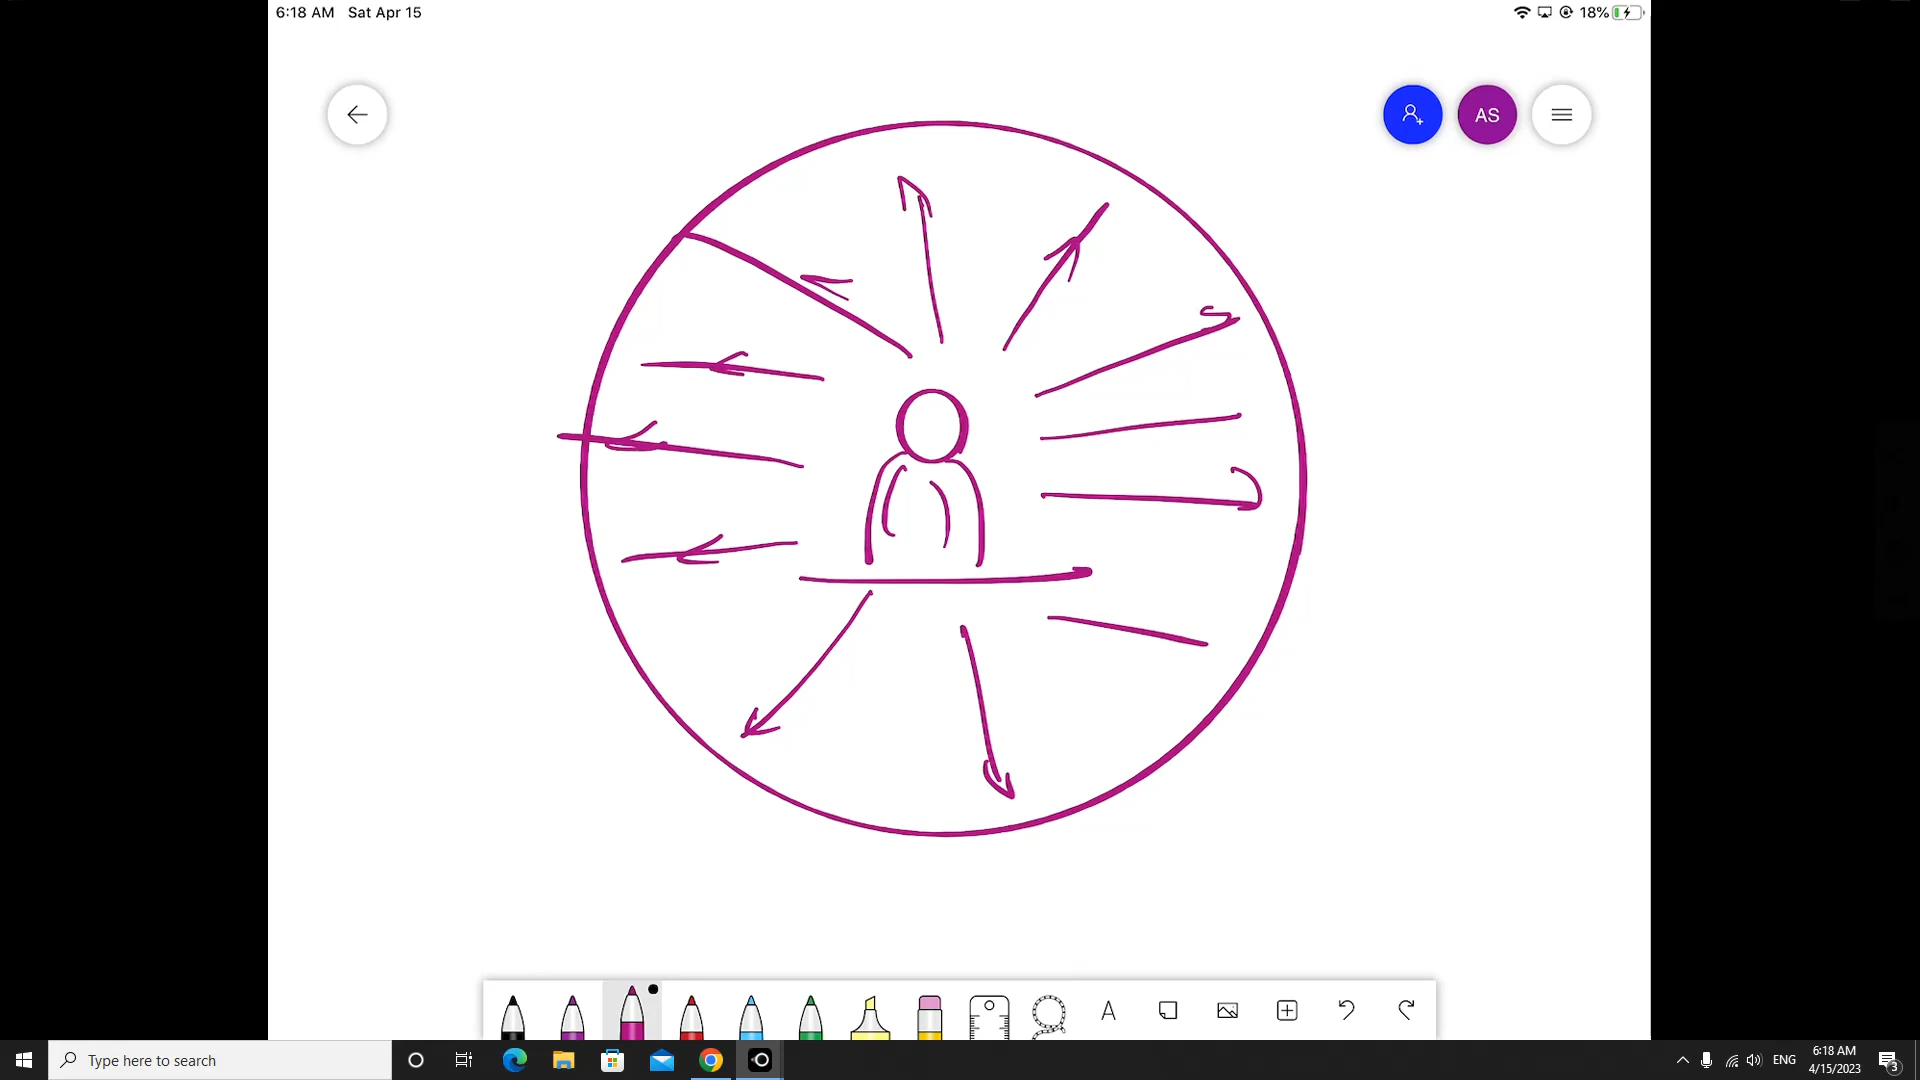 6:18 AM Sat Apr 15
18%
AS
A
Type here to search
ENG
6:18 AM
4/15/2023
3